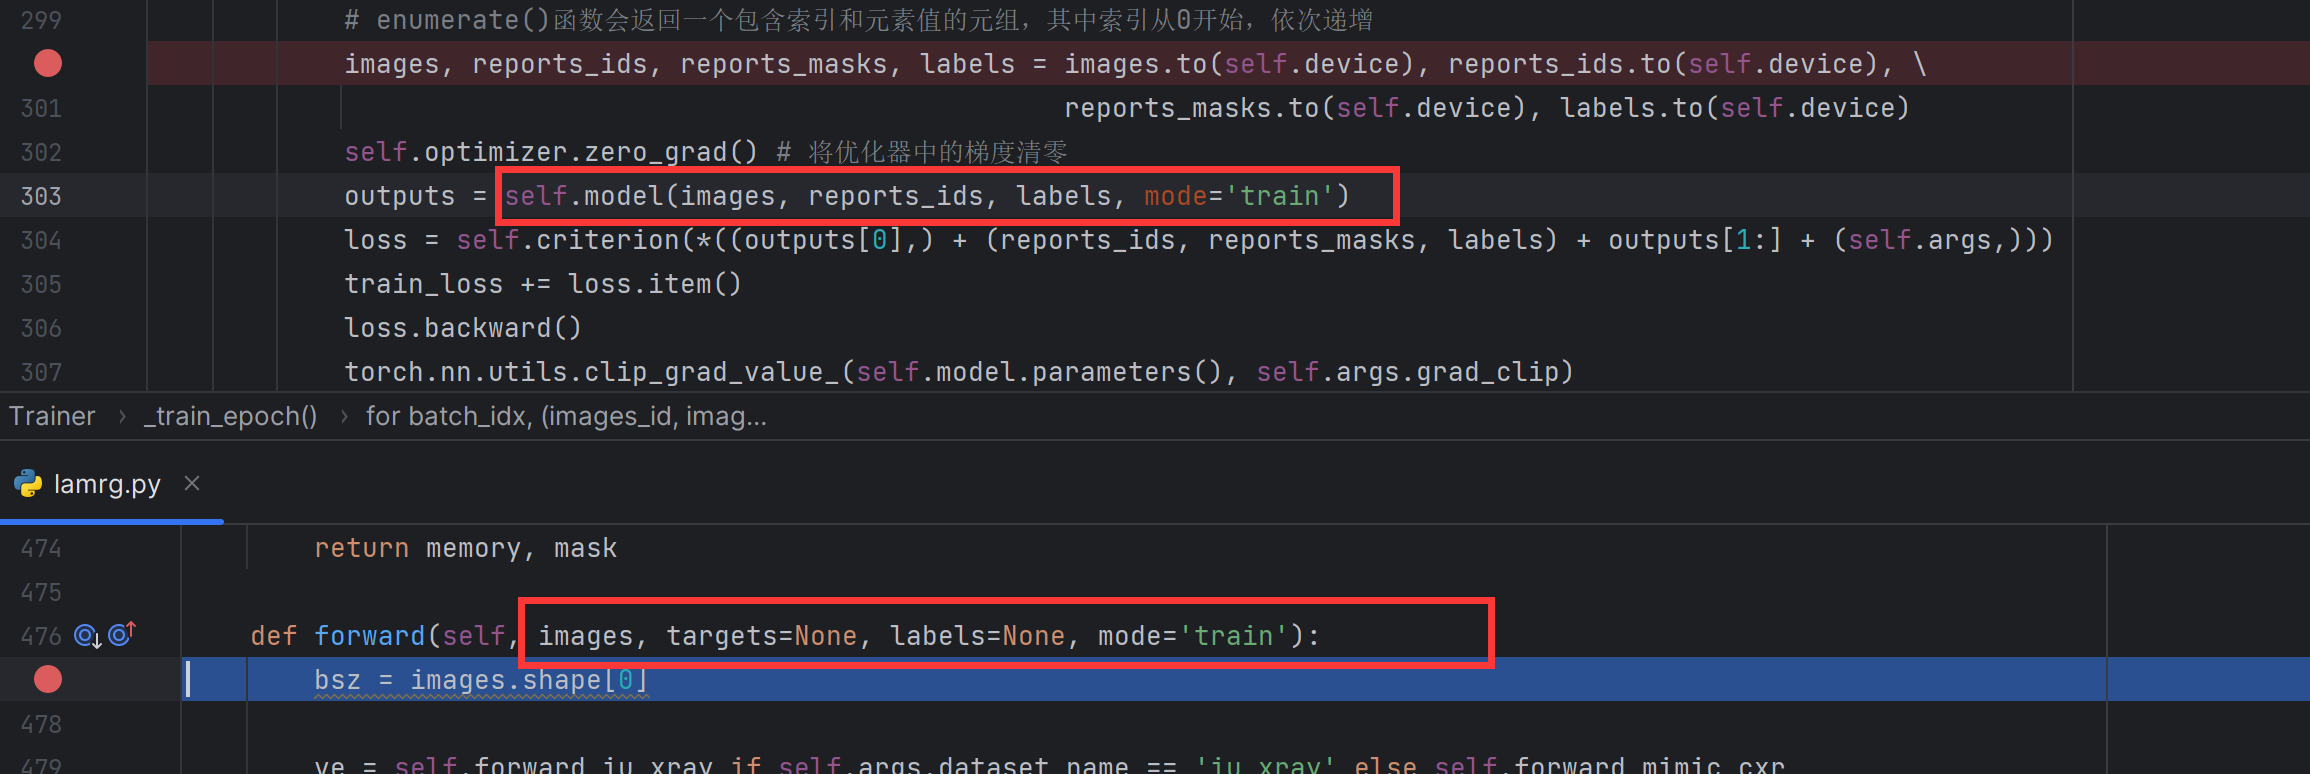 299 # enumerate()函数会返回一个包含索引和元素值的元组，其中索引从0开始，依次递增
images, reports_ids, reports_masks, labels = images.to(self.device), reports_ids.to(self.device), \
301 reports_masks.to(self.device), labels.to(self.device)
302 self.optimizer.zero_grad() # 将优化器中的梯度清零
303 outputs = self.model(images, reports_ids, labels, mode='train')
304 loss = self.criterion(*((outputs[0],) + (reports_ids, reports_masks, labels) + outputs[1:] + (self.args,)))
305 train_loss += loss.item()
306 loss.backward()
307 torch.nn.utils.clip_grad_value_(self.model.parameters(), self.args.grad_clip)
Trainer › _train_epoch() › for batch_idx, (images_id, imag...
lamrg.py ×
474 return memory, mask
475
476 def forward(self, images, targets=None, labels=None, mode='train'):
bsz = images.shape[0]
478
479 ve = self.forward_iu_xray if self.args.dataset_name == 'iu_xray' else self.forward_mimic_cxr